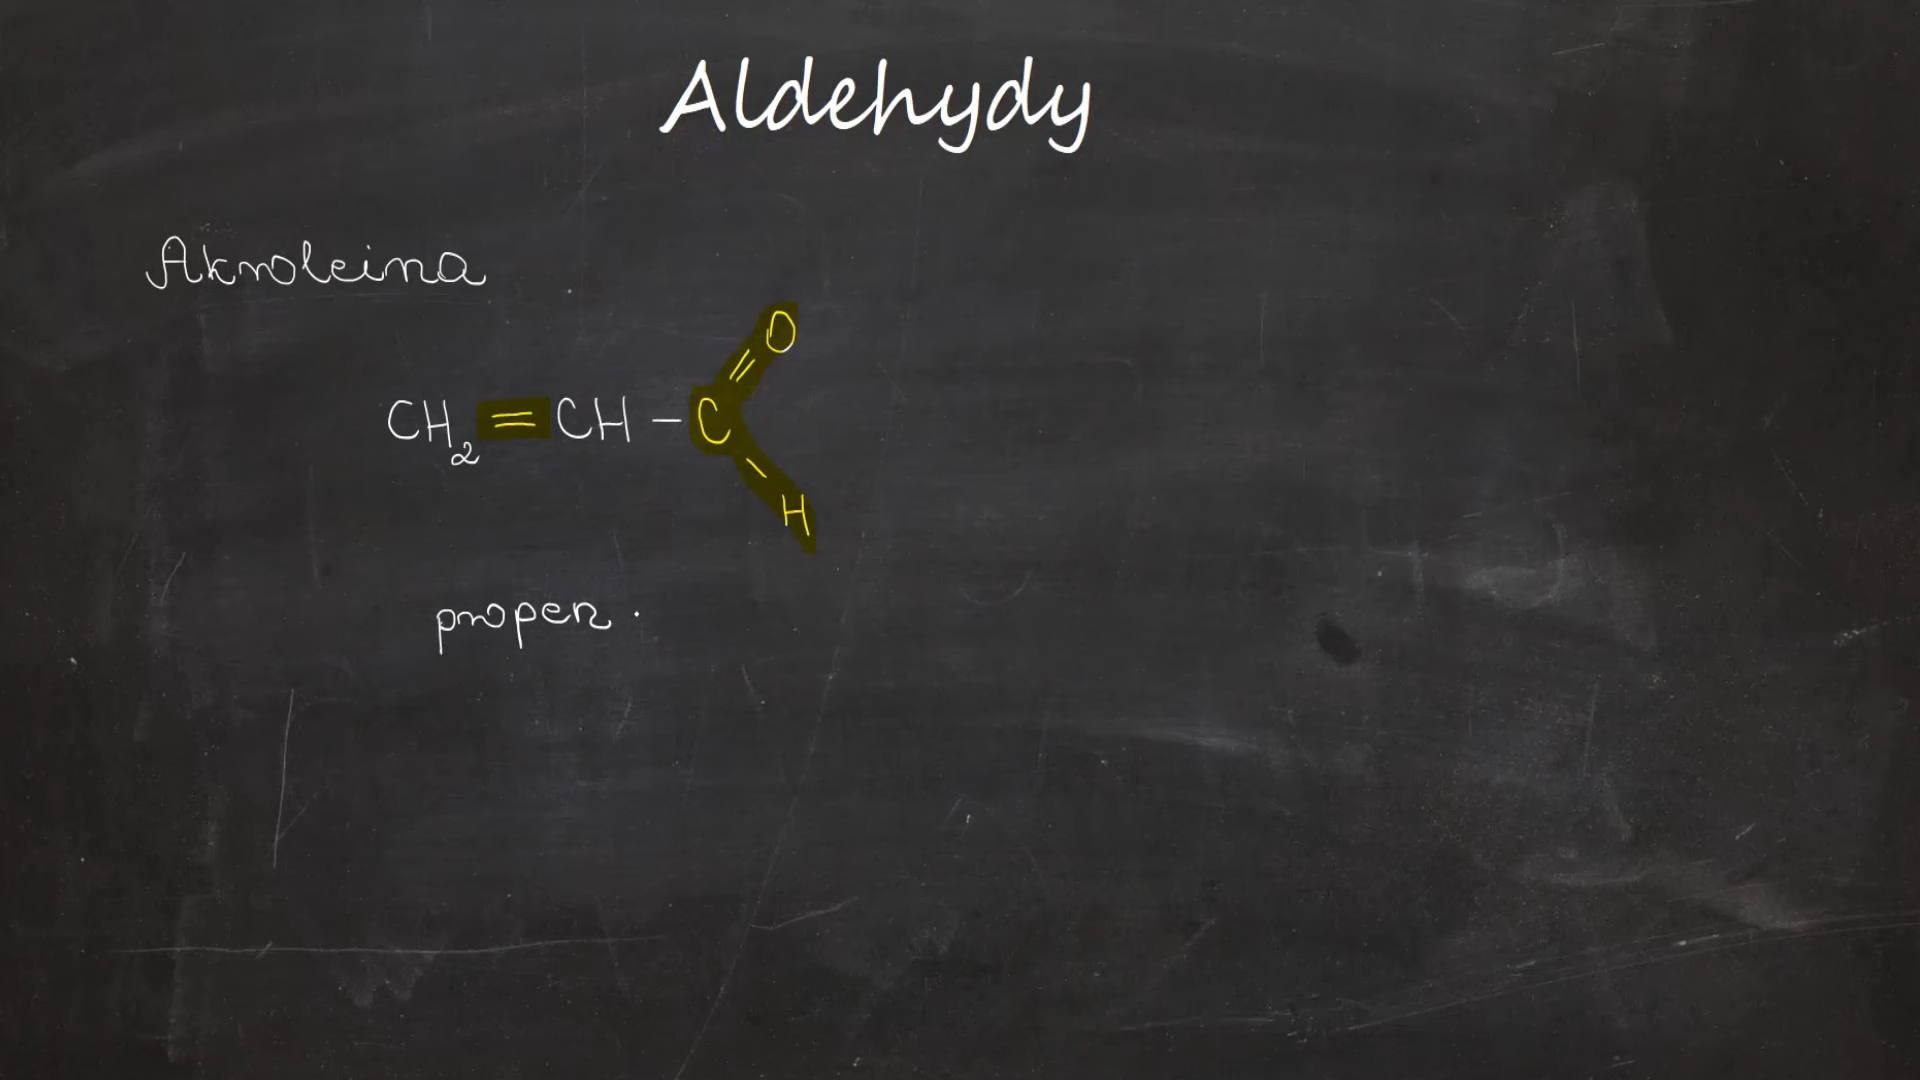 Aldehydy
Akroleina
O
CH2 = CH - C
H
propen